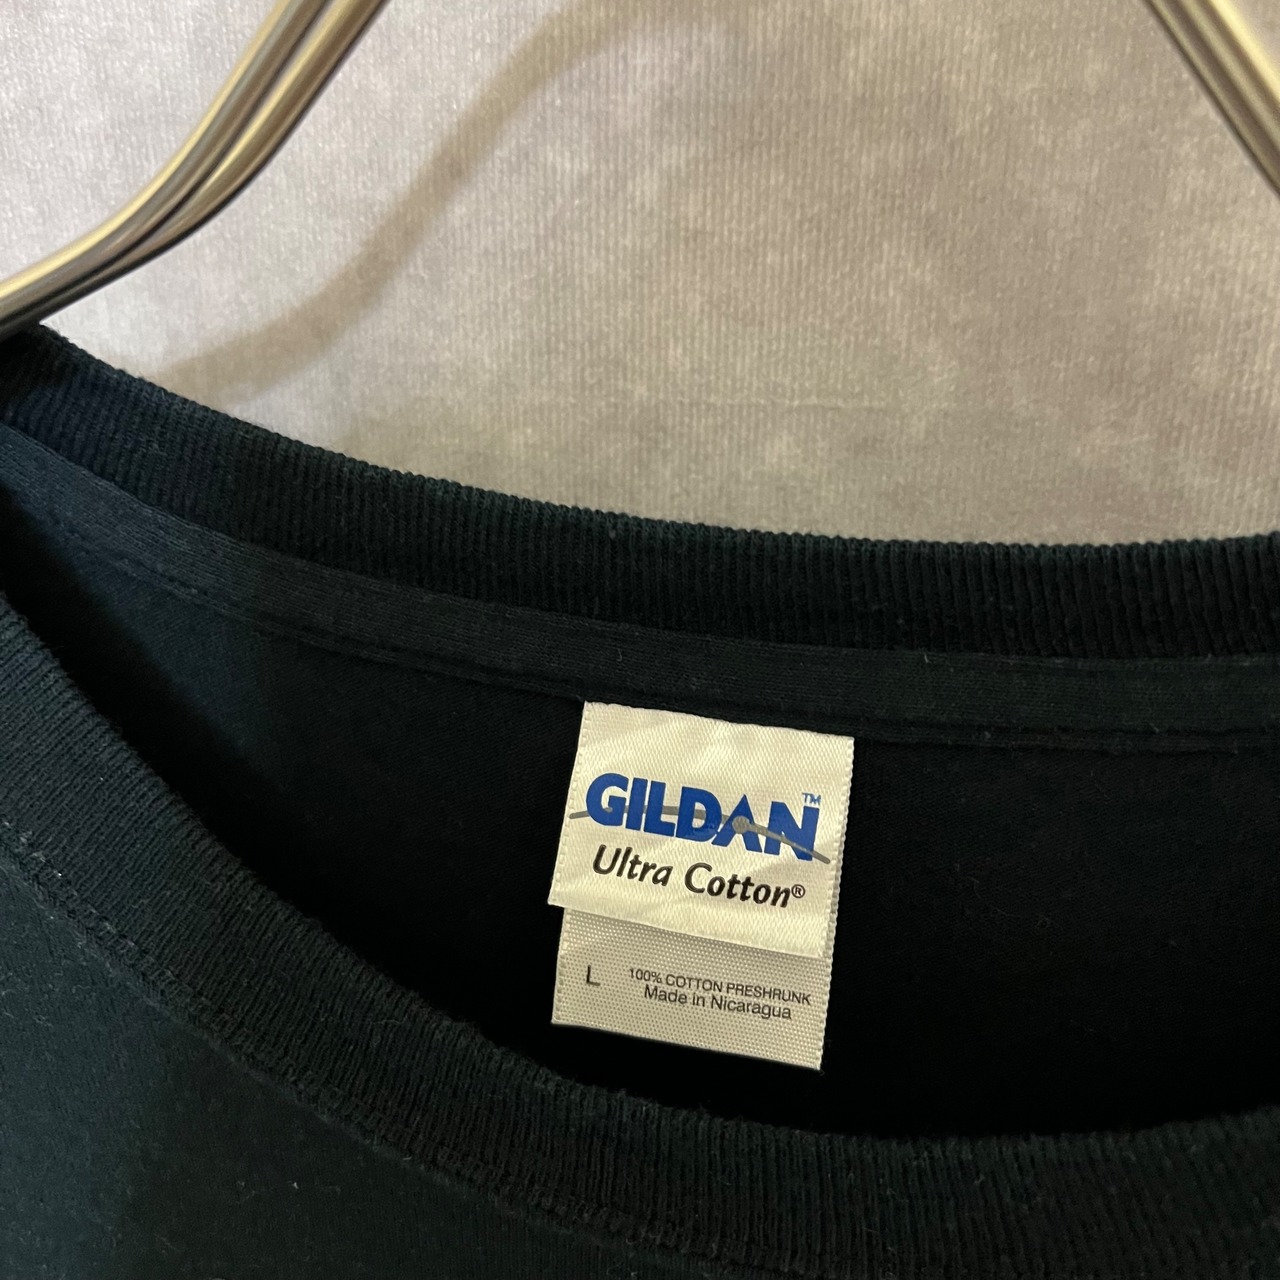 GILDAN™
Ultra Cotton®
L 100% COTTON PRESHRUNK
Made in Nicaragua